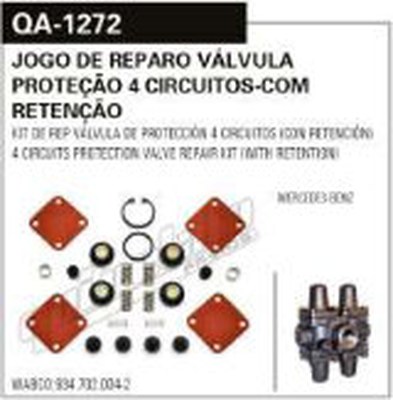 QA-1272
JOGO DE REPARO VÁLVULA
PROTEÇÃO 4 CIRCUITOS-COM
RETENÇÃO
KIT DE REP VÁLVULA DE PROTECCIÓN 4 CIRCUITOS (CON RETENCIÓN)
4 CIRCUITS PROTECTION VALVE REPAIR KIT (WITH RETENTION)
MERCEDES-BENZ
WABCO: 934.702.004-2